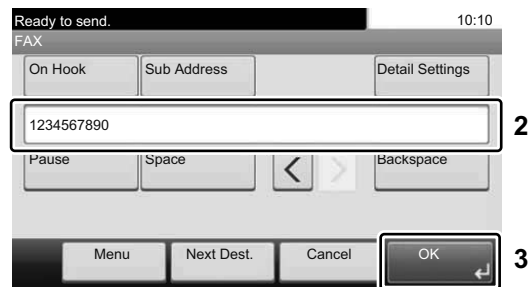 Ready to send. 10:10
FAX
On Hook Sub Address Detail Settings
1234567890 2
Pause Space < > Backspace
Menu Next Dest. Cancel OK 3